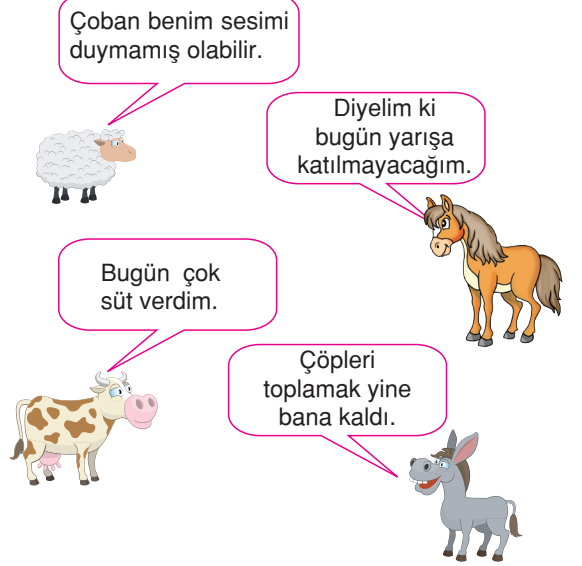 Çoban benim sesimi
duymamış olabilir.
Diyelim ki
bugün yarışa
katılmayacağım.
Bugün çok
süt verdim.
Çöpleri
toplamak yine
bana kaldı.